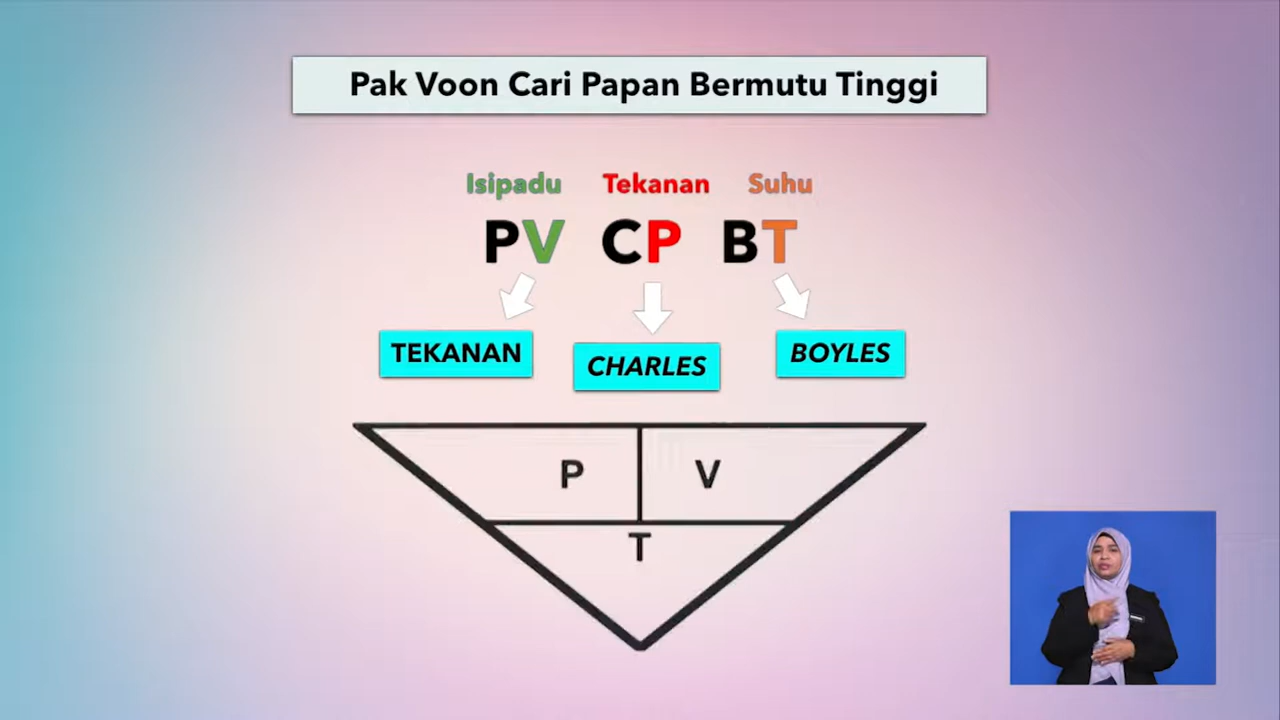 Pak Voon Cari Papan Bermutu Tinggi
Isipadu Tekanan Suhu
PV CP BT
TEKANAN CHARLES BOYLES
P V
T